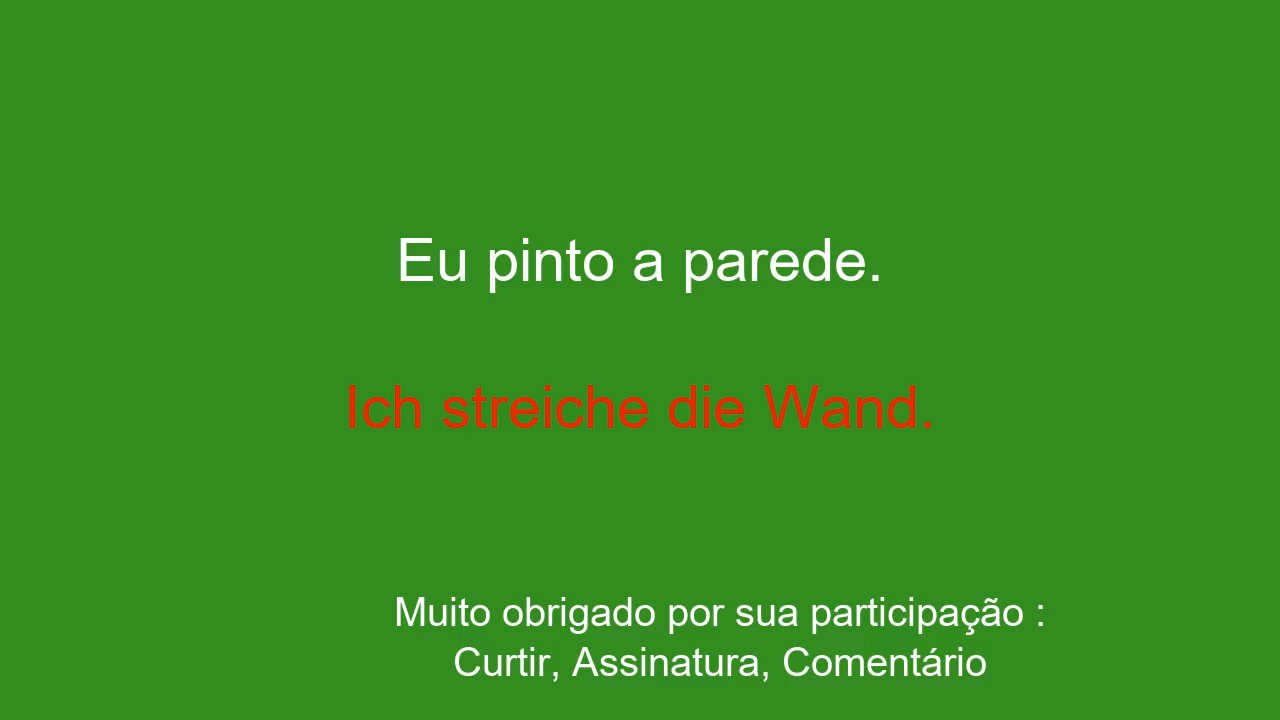 Eu pinto a parede.
Ich streiche die Wand.
Muito obrigado por sua participação :
Curtir, Assinatura, Comentário